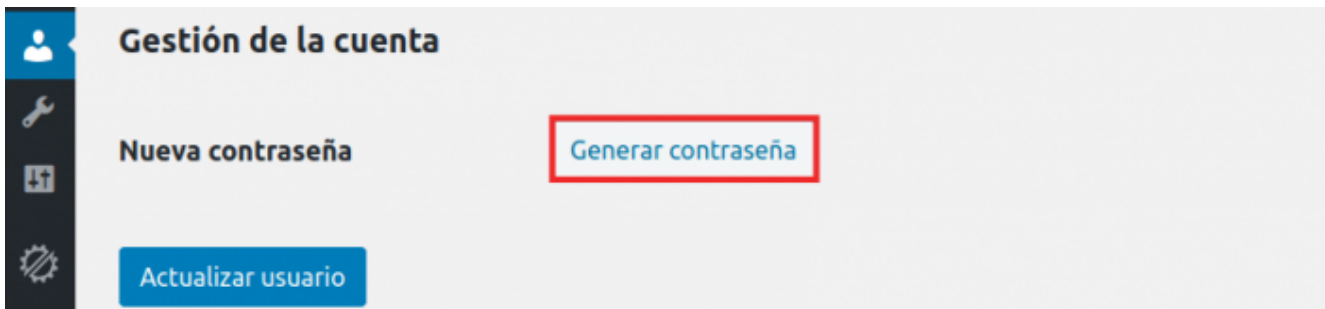 Gestión de la cuenta
Nueva contraseña Generar contraseña
Actualizar usuario